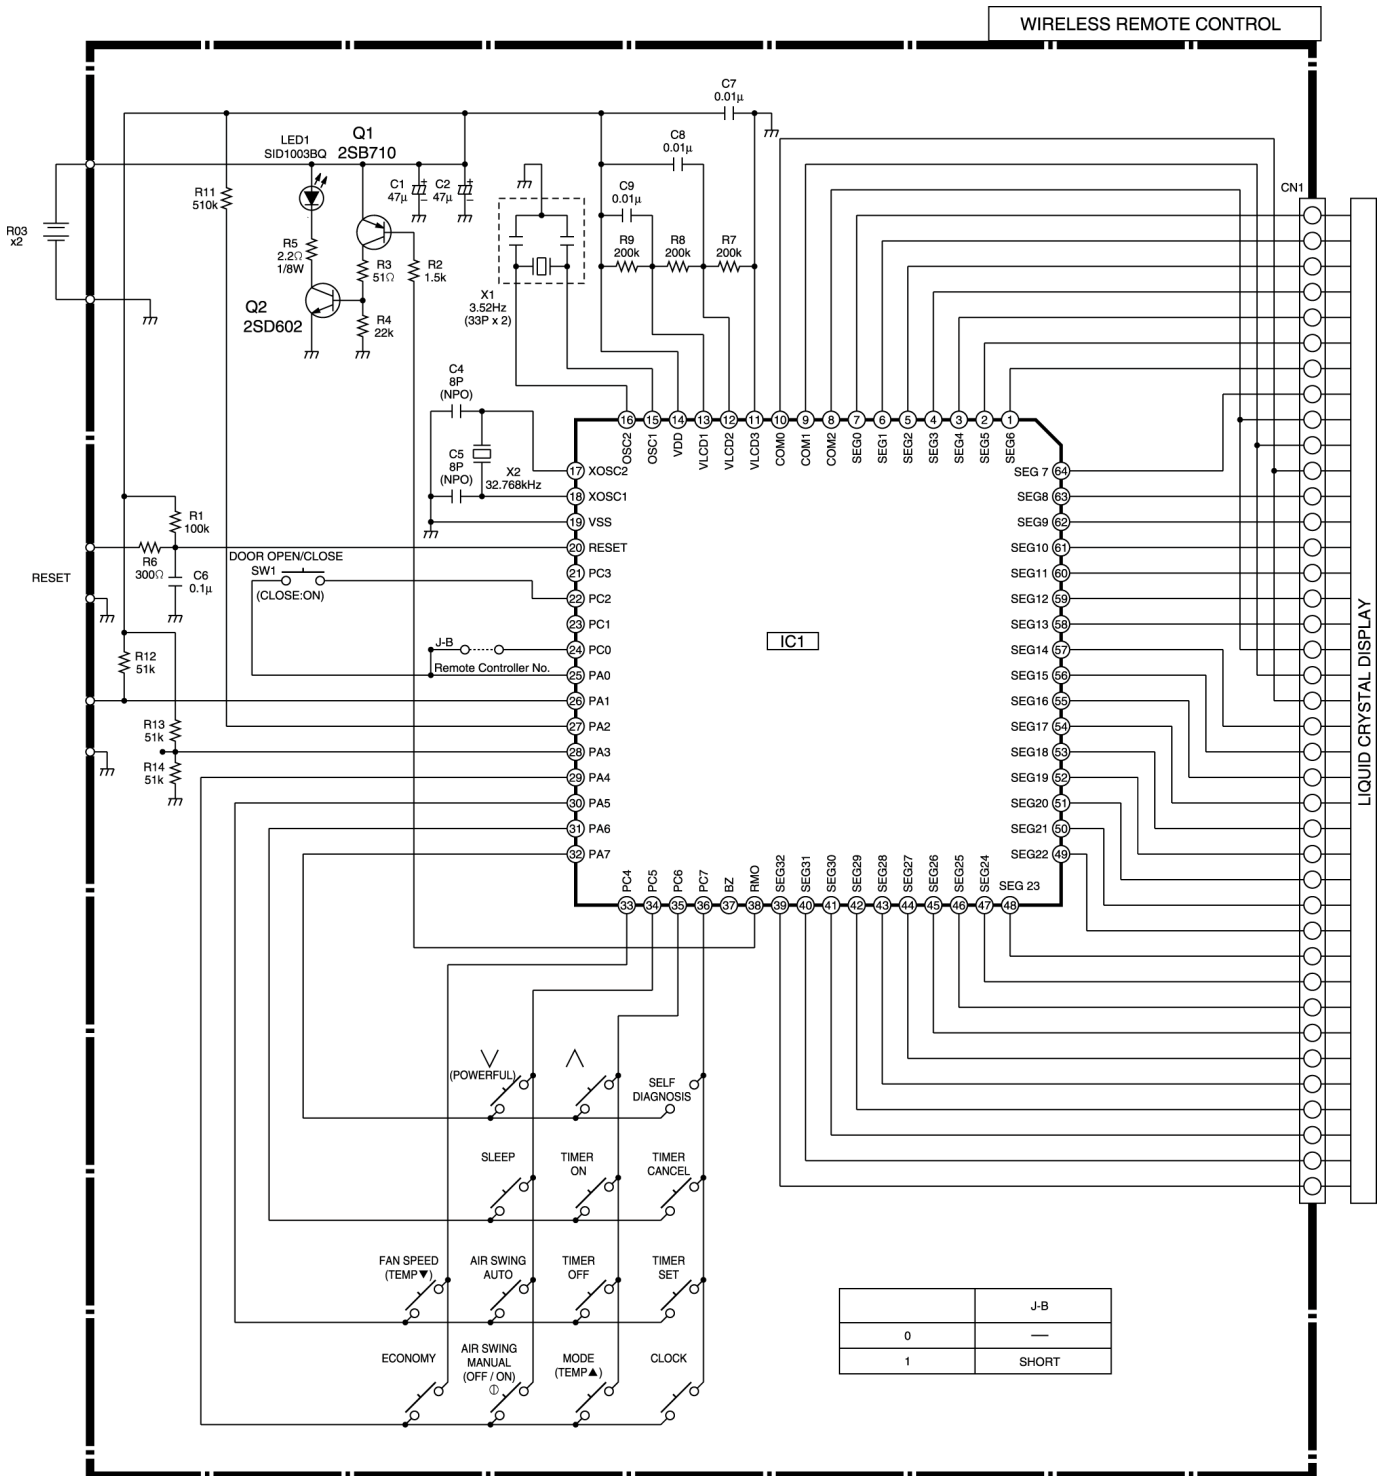 WIRELESS REMOTE CONTROL
C7
0.01μ
LED1
SID1003BQ
Q1
2SB710
C8
0.01μ
R11
510k
C1
47μ
C2
47μ
C9
0.01μ
CN1
R03
x2
R5
2.2Ω
1/8W
R3
51Ω
R2
1.5k
R9
200k
R8
200k
R7
200k
Q2
2SD602
R4
22k
X1
3.52Hz
(33P x 2)
C4
8P
(NPO)
C5
8P
(NPO)
X2
32.768kHz
16 15 14 13 12 11 10 9 8 7 6 5 4 3 2 1
OSC2 OSC1 VDD VLCD1 VLCD2 VLCD3 COM0 COM1 COM2 SEG0 SEG1 SEG2 SEG3 SEG4 SEG5 SEG6
17 XOSC2
18 XOSC1
19 VSS
20 RESET
21 PC3
22 PC2
23 PC1
24 PC0
25 PA0
26 PA1
27 PA2
28 PA3
29 PA4
30 PA5
31 PA6
32 PA7
SEG 7 64
SEG8 63
SEG9 62
SEG10 61
SEG11 60
SEG12 59
SEG13 58
SEG14 57
SEG15 56
SEG16 55
SEG17 54
SEG18 53
SEG19 52
SEG20 51
SEG21 50
SEG22 49
IC1
R1
100k
R6
300Ω
C6
0.1μ
RESET
DOOR OPEN/CLOSE
SW1
(CLOSE:ON)
J-B
Remote Controller No.
R12
51k
R13
51k
R14
51k
LIQUID CRYSTAL DISPLAY
PC4 PC5 PC6 PC7 BZ RMO SEG32 SEG31 SEG30 SEG29 SEG28 SEG27 SEG26 SEG25 SEG24 SEG 23
33 34 35 36 37 38 39 40 41 42 43 44 45 46 47 48
(POWERFUL)
SELF
DIAGNOSIS
SLEEP
TIMER
ON
TIMER
CANCEL
FAN SPEED
(TEMP▼)
AIR SWING
AUTO
TIMER
OFF
TIMER
SET
ECONOMY
AIR SWING
MANUAL
(OFF / ON)
MODE
(TEMP▲)
CLOCK
J-B
0 —
1 SHORT